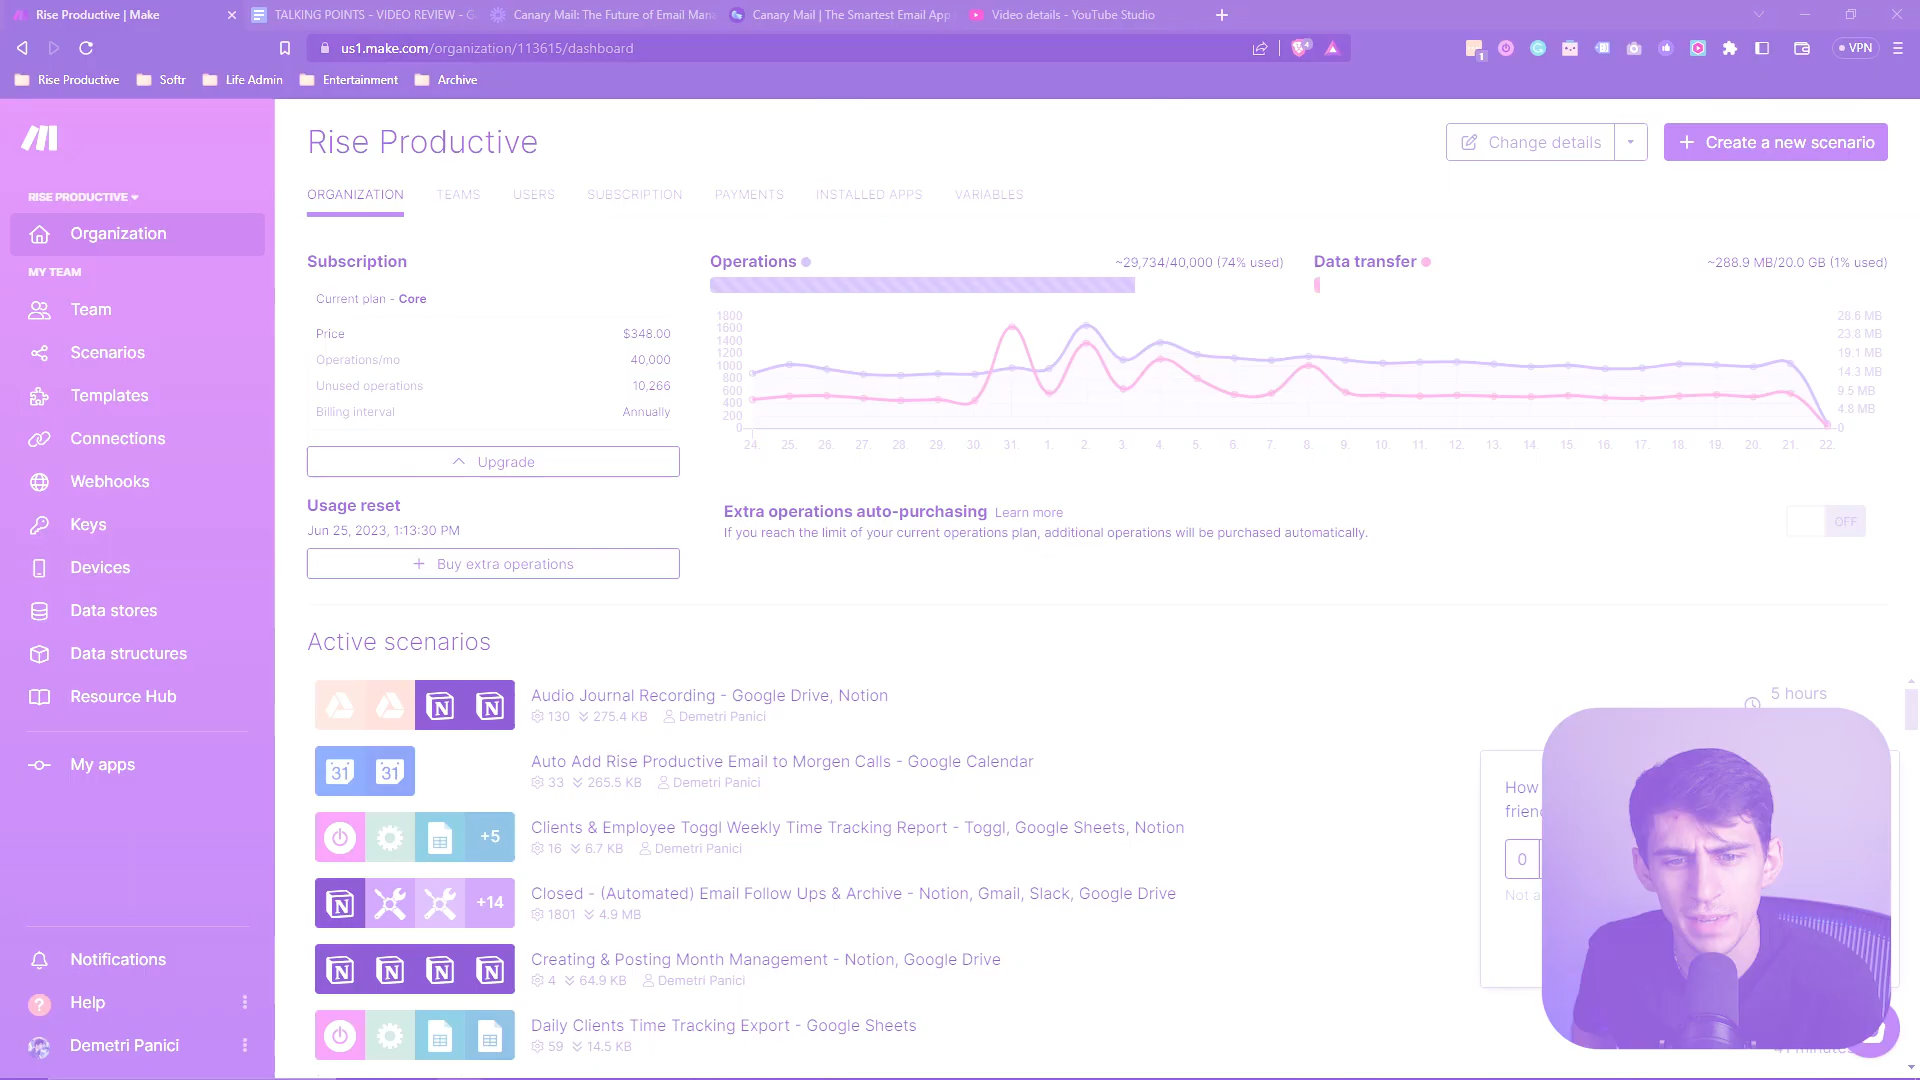 Rise Productive | Make
TALKING POINTS - VIDEO REVIEW - G
Canary Mail: The Future of Email Mana
Canary Mail | The Smartest Email App
Video details - YouTube Studio
us1.make.com/organization/113615/dashboard
1
VPN
Rise Productive
Softr
Life Admin
Entertainment
Archive
RISE PRODUCTIVE
Organization
MY TEAM
Team
Scenarios
Templates
Connections
Webhooks
Keys
Devices
Data stores
Data structures
Resource Hub
My apps
Notifications
Help
Demetri Panici
Rise Productive
Change details
Create a new scenario
ORGANIZATION
TEAMS
USERS
SUBSCRIPTION
PAYMENTS
INSTALLED APPS
VARIABLES
Subscription
Current plan - Core
Price $348.00
Operations/mo 40,000
Unused operations 10,266
Billing interval Annually
Upgrade
Usage reset
Jun 25, 2023, 1:13:30 PM
Buy extra operations
Operations ~29,734/40,000 (74% used)
Data transfer ~288.9 MB/20.0 GB (1% used)
1800
1600
1400
1200
1000
800
600
400
200
0
28.6 MB
23.8 MB
19.1 MB
14.3 MB
9.5 MB
4.8 MB
0
24. 25. 26. 27. 28. 29. 30. 31. 1. 2. 3. 4. 5. 6. 7. 8. 9. 10. 11. 12. 13. 14. 15. 16. 17. 18. 19. 20. 21. 22.
Extra operations auto-purchasing Learn more
If you reach the limit of your current operations plan, additional operations will be purchased automatically.
OFF
Active scenarios
Audio Journal Recording - Google Drive, Notion
130 275.4 KB Demetri Panici
5 hours
31 31
Auto Add Rise Productive Email to Morgen Calls - Google Calendar
33 265.5 KB Demetri Panici
+5
Clients & Employee Toggl Weekly Time Tracking Report - Toggl, Google Sheets, Notion
16 6.7 KB Demetri Panici
+14
Closed - (Automated) Email Follow Ups & Archive - Notion, Gmail, Slack, Google Drive
1801 4.9 MB
Creating & Posting Month Management - Notion, Google Drive
4 64.9 KB Demetri Panici
Daily Clients Time Tracking Export - Google Sheets
59 14.5 KB
How
frien
0
Not a